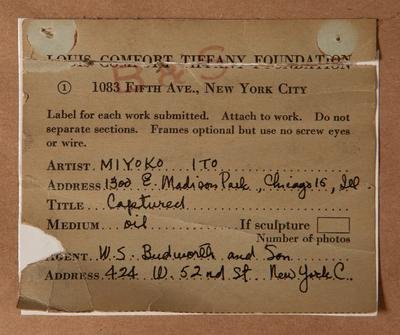 LOUIS COMFORT TIFFANY FOUNDATION
B & S
1 1083 FIFTH AVE., NEW YORK CITY
Label for each work submitted. Attach to work. Do not
separate sections. Frames optional but use no screw eyes
or wire.
ARTIST MIYOKO ITO
ADDRESS 1300 E. Madison Park, Chicago 15, Ill.
TITLE Captured
MEDIUM oil If sculpture
Number of photos
AGENT W. S. Budworth and Son
ADDRESS 424 W. 52nd St. New York C.